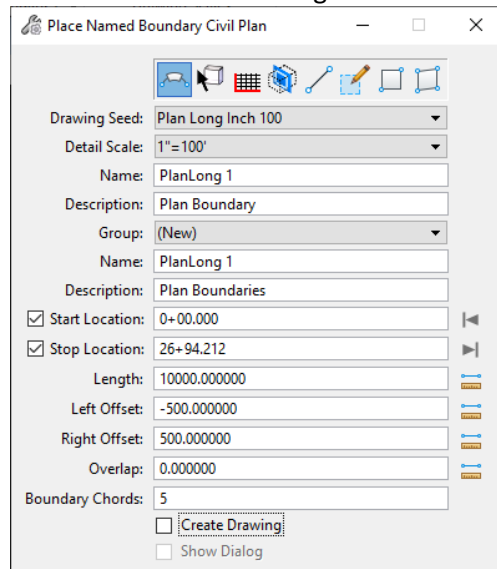 Place Named Boundary Civil Plan
Drawing Seed: Plan Long Inch 100
Detail Scale: 1"=100'
Name: PlanLong 1
Description: Plan Boundary
Group: (New)
Name: PlanLong 1
Description: Plan Boundaries
Start Location: 0+00.000
Stop Location: 26+94.212
Length: 10000.000000
Left Offset: -500.000000
Right Offset: 500.000000
Overlap: 0.000000
Boundary Chords: 5
Create Drawing
Show Dialog